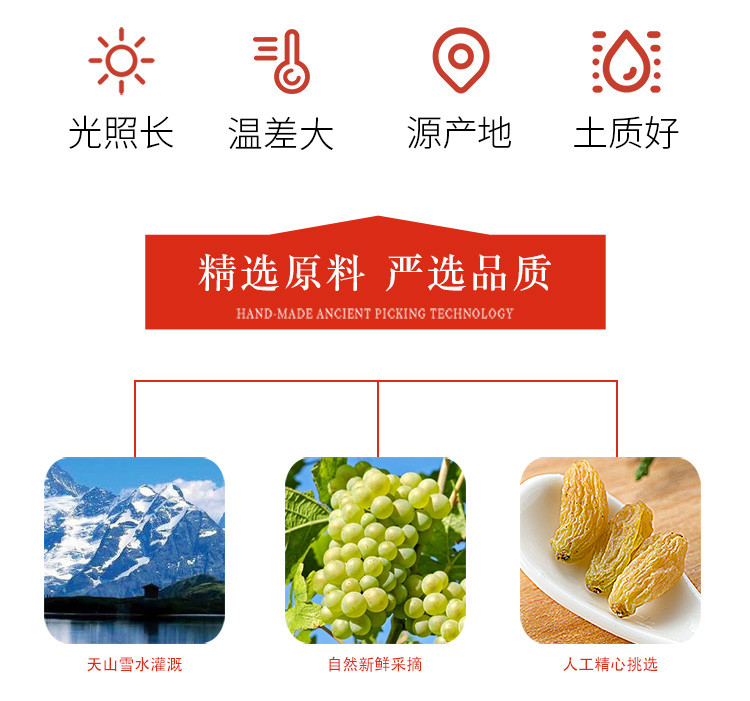 光照长 温差大 源产地 土质好
精选原料 严选品质
HAND-MADE ANCIENT PICKING TECHNOLOGY
天山雪水灌溉 自然新鲜采摘 人工精心挑选